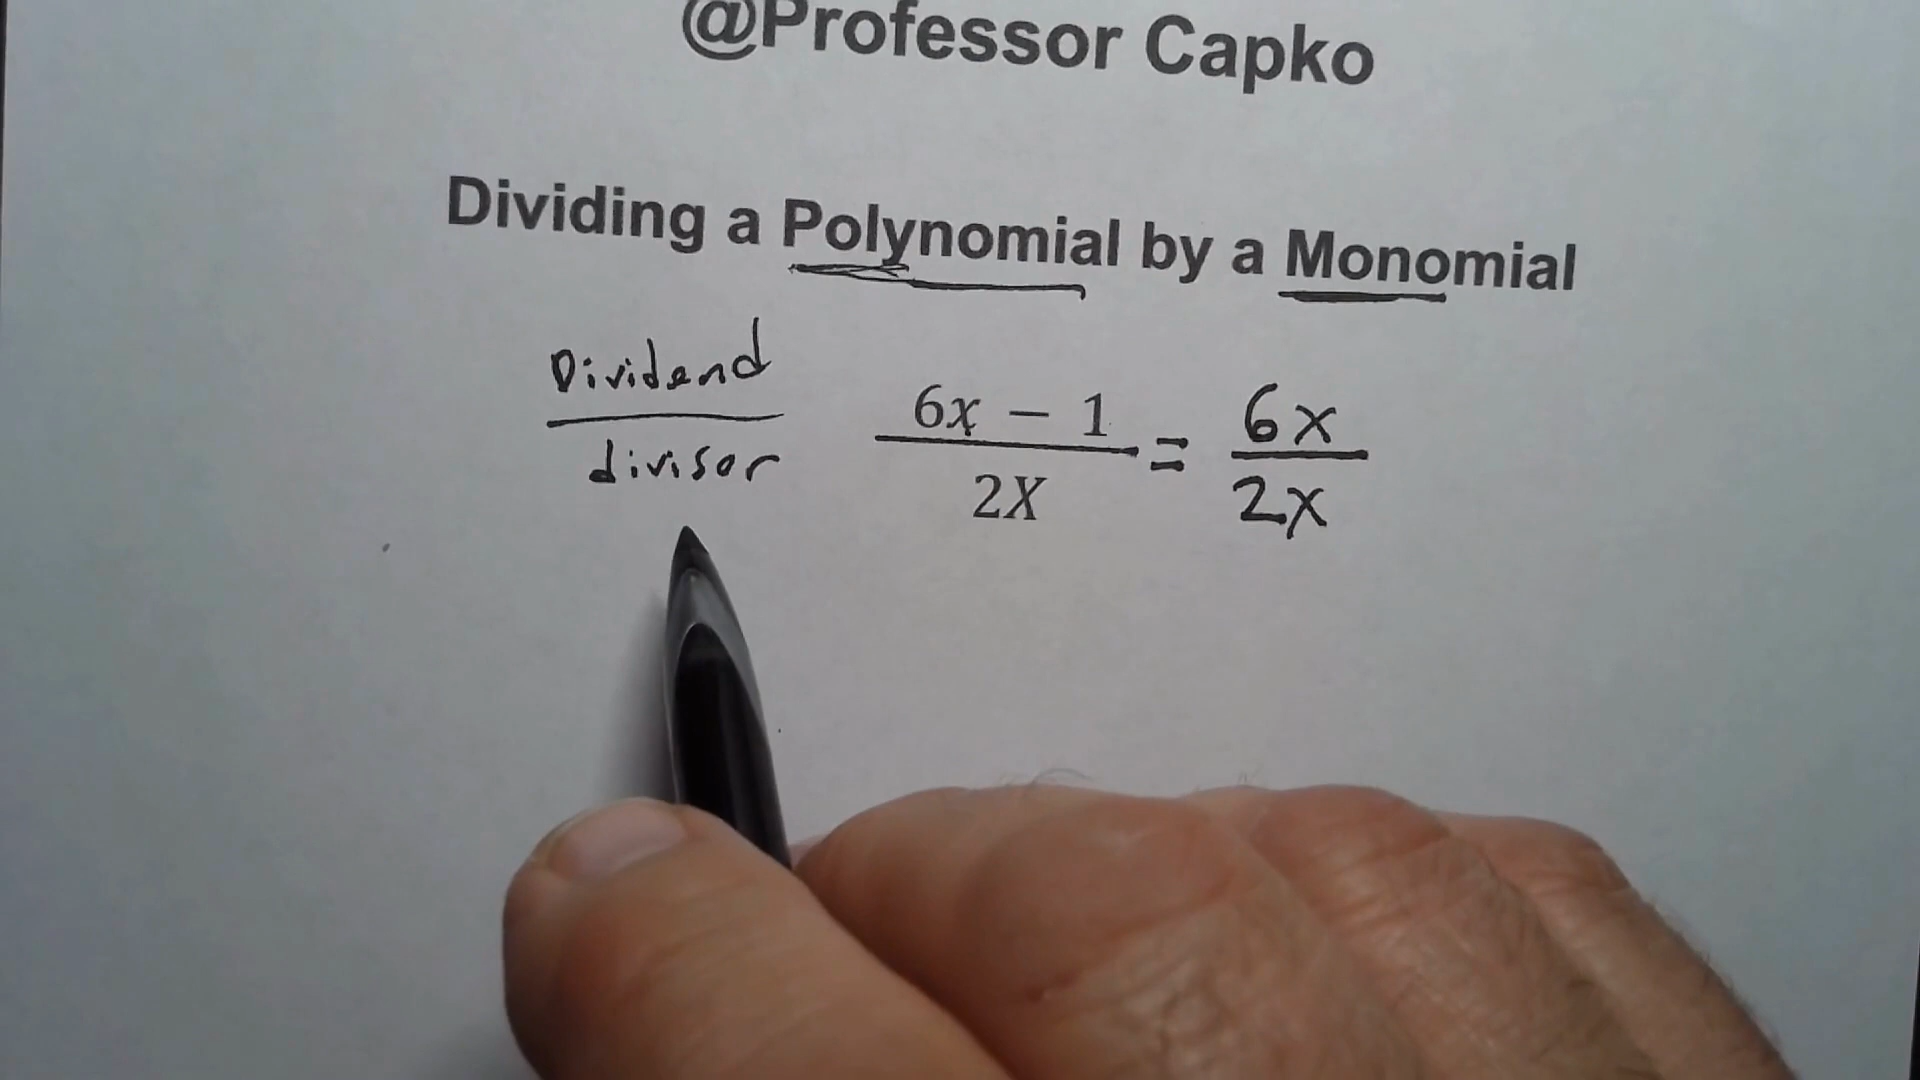 @Professor Capko
Dividing a Polynomial by a Monomial
Dividend
divisor
6x − 1
2X
=
6x
2x